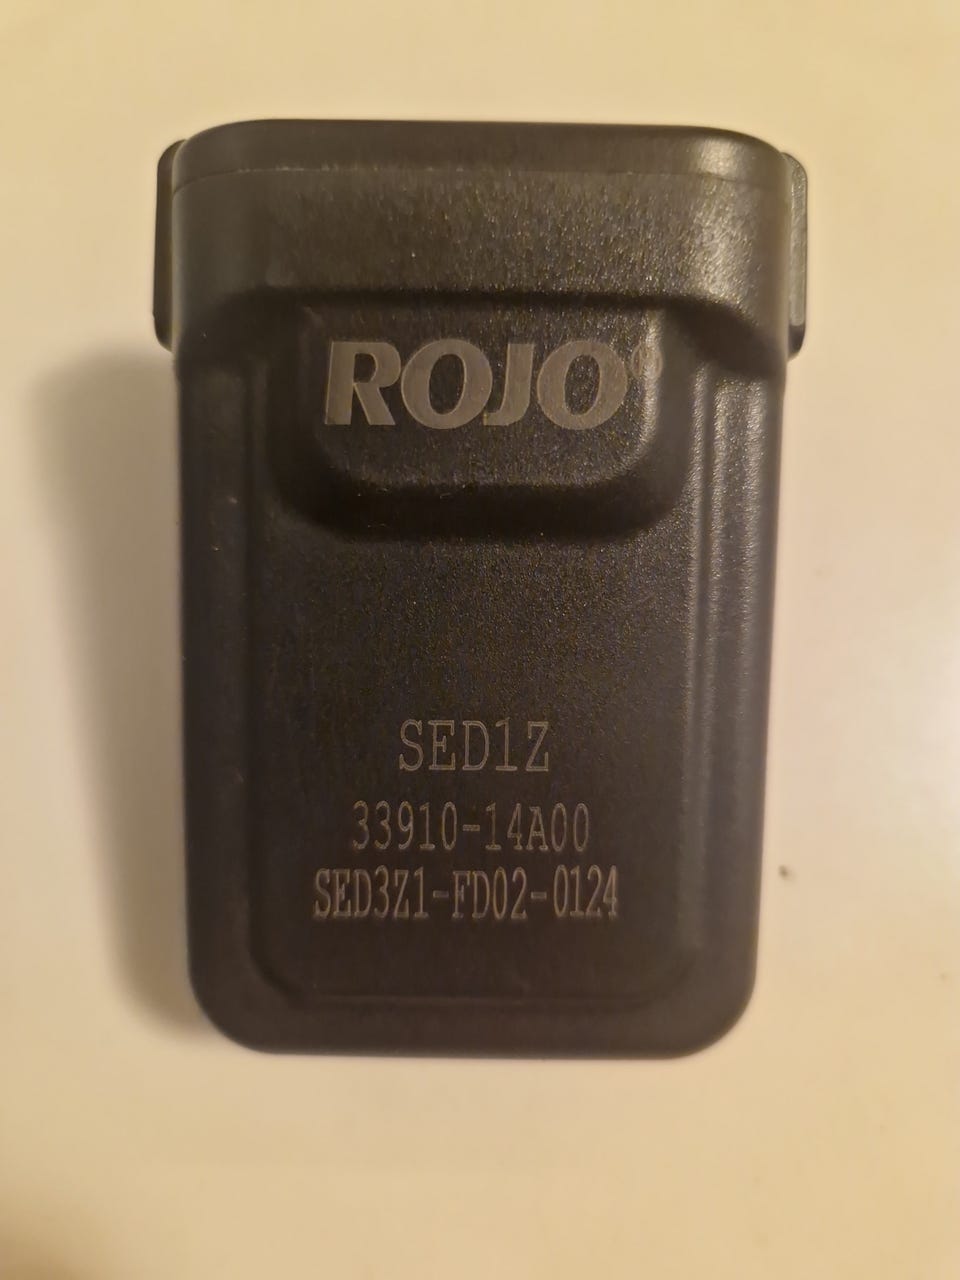 ROJO®
SED1Z
33910-14A00
SED3Z1-FD02-0124